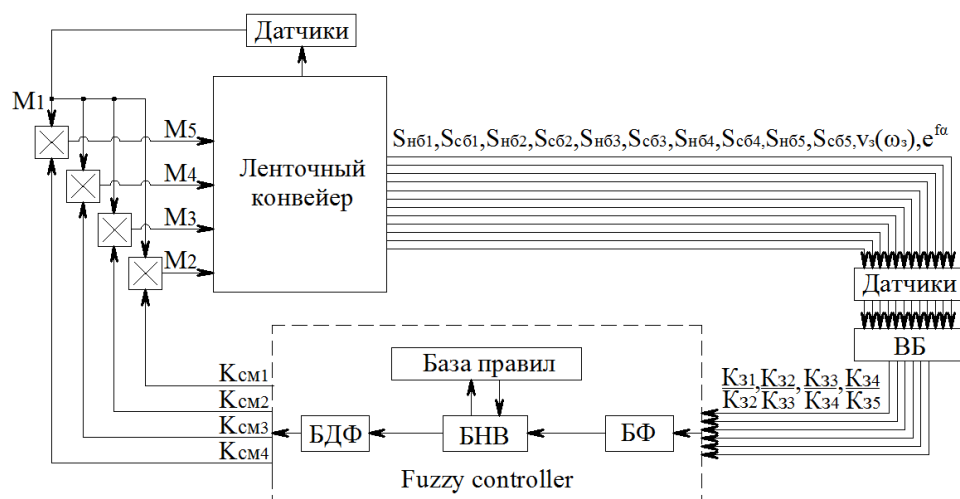 Датчики
M1
M5
M4
M3
M2
Ленточный
конвейер
Sнб1,Sсб1,Sнб2,Sсб2,Sнб3,Sсб3,Sнб4,Sсб4,Sнб5,Sсб5,vз(ωз),e^fα
Датчики
ВБ
Kз1,Kз2,Kз3,Kз4
Kз2 Kз3 Kз4 Kз5
База правил
Kсм1
Kсм2
Kсм3
Kсм4
БДФ
БНВ
БФ
Fuzzy controller